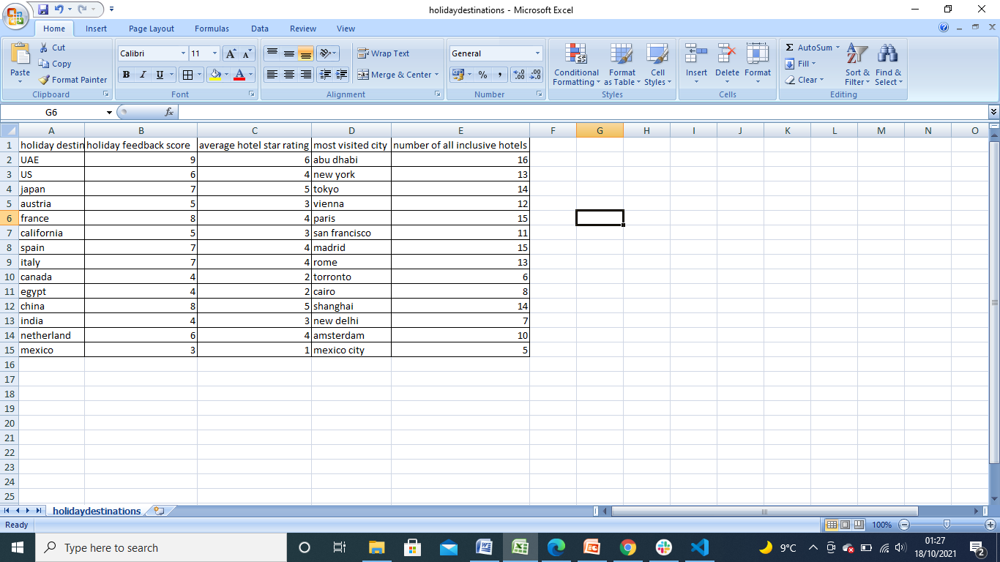 holidaydestinations - Microsoft Excel
Home Insert Page Layout Formulas Data Review View
Paste
Cut
Copy
Format Painter
Clipboard
Calibri 11
B I U
Font
Wrap Text
Merge & Center
Alignment
General
% ,
Number
Conditional Formatting
Format as Table
Cell Styles
Styles
Insert Delete Format
Cells
Σ AutoSum
Fill
Clear
Sort & Filter
Find & Select
Editing
G6 fx
A B C D E F G H I J K L M N O
1 holiday destin holiday feedback score average hotel star rating most visited city number of all inclusive hotels
2 UAE 9 6 abu dhabi 16
3 US 6 4 new york 13
4 japan 7 5 tokyo 14
5 austria 5 3 vienna 12
6 france 8 4 paris 15
7 california 5 3 san francisco 11
8 spain 7 4 madrid 15
9 italy 7 4 rome 13
10 canada 4 2 torronto 6
11 egypt 4 2 cairo 8
12 china 8 5 shanghai 14
13 india 4 3 new delhi 7
14 netherland 6 4 amsterdam 10
15 mexico 3 1 mexico city 5
16
17
18
19
20
21
22
23
24
25
holidaydestinations
Ready 100%
Type here to search 9°C 01:27
18/10/2021 2